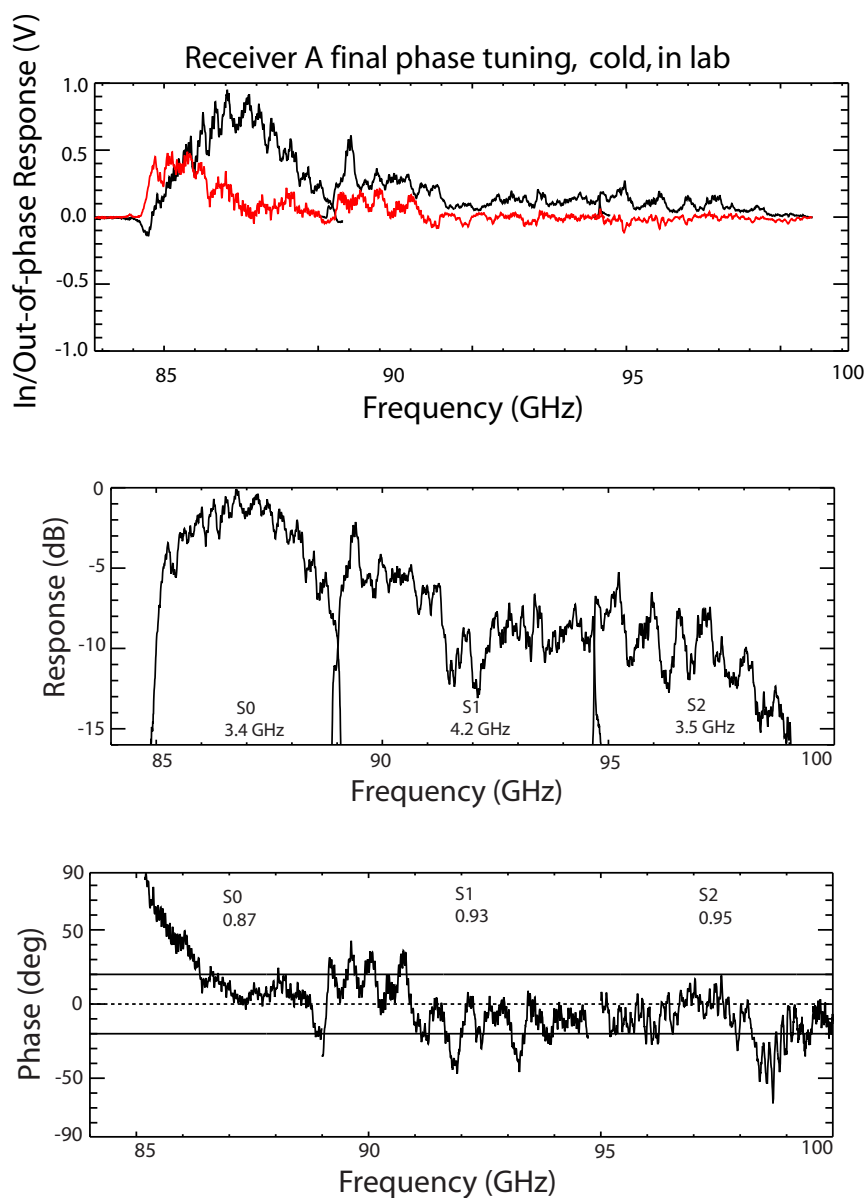 Receiver A final phase tuning, cold, in lab
In/Out-of-phase Response (V)
1.0
0.5
0.0
-0.5
-1.0
85
90
95
100
Frequency (GHz)
Response (dB)
0
-5
-10
-15
S0
3.4 GHz
S1
4.2 GHz
S2
3.5 GHz
85
90
95
100
Frequency (GHz)
Phase (deg)
90
50
0
-50
-90
S0
0.87
S1
0.93
S2
0.95
85
90
95
100
Frequency (GHz)